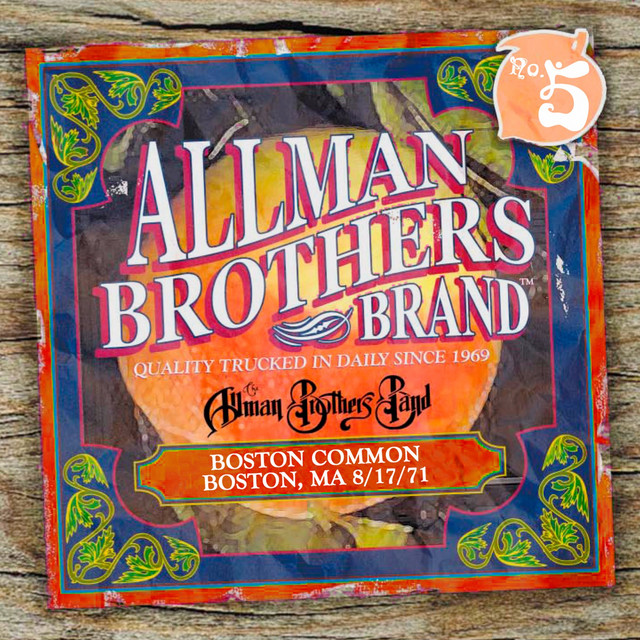 No. 5
ALLMAN
BROTHERS
BRAND™
QUALITY TRUCKED IN DAILY SINCE 1969
The Allman Brothers Band
BOSTON COMMON
BOSTON, MA 8/17/71